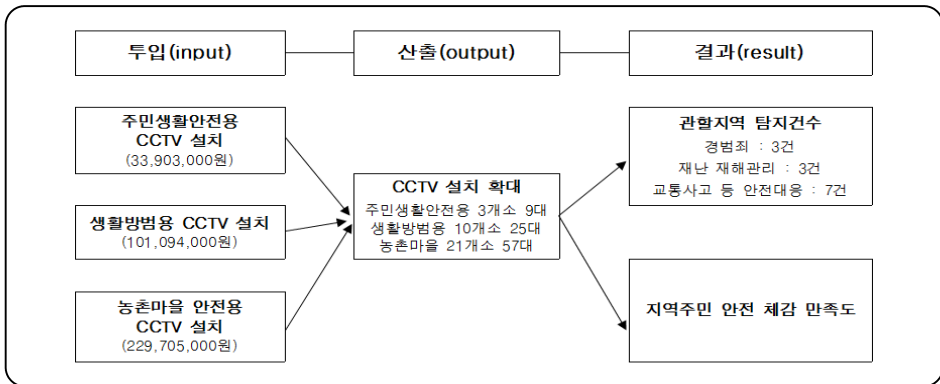 투입(input)
산출(output)
결과(result)
주민생활안전용
CCTV 설치
(33,903,000원)
생활방범용 CCTV 설치
(101,094,000원)
농촌마을 안전용
CCTV 설치
(229,705,000원)
CCTV 설치 확대
주민생활안전용 3개소 9대
생활방범용 10개소 25대
농촌마을 21개소 57대
관할지역 탐지건수
경범죄 : 3건
재난 재해관리 : 3건
교통사고 등 안전대응 : 7건
지역주민 안전 체감 만족도